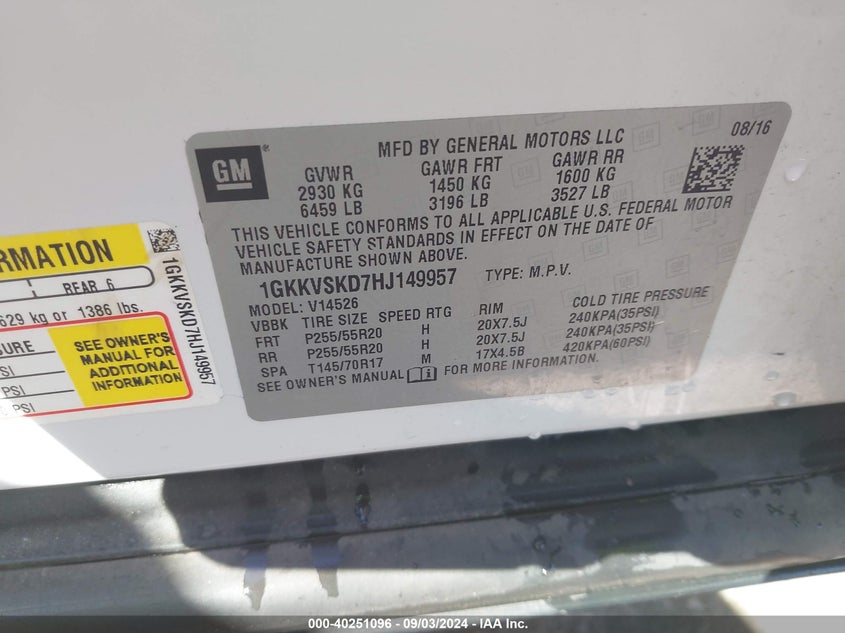 GM
MFD BY GENERAL MOTORS LLC
08/16
GVWR GAWR FRT GAWR RR
2930 KG 1450 KG 1600 KG
6459 LB 3196 LB 3527 LB
THIS VEHICLE CONFORMS TO ALL APPLICABLE U.S. FEDERAL MOTOR
VEHICLE SAFETY STANDARDS IN EFFECT ON THE DATE OF
MANUFACTURE SHOWN ABOVE.
1GKKVSKD7HJ149957 TYPE: M.P.V.
MODEL: V14526
VBBK TIRE SIZE SPEED RTG RIM COLD TIRE PRESSURE
FRT P255/55R20 H 20X7.5J 240KPA(35PSI)
RR P255/55R20 H 20X7.5J 240KPA(35PSI)
SPA T145/70R17 M 17X4.5B 420KPA(60PSI)
SEE OWNER'S MANUAL FOR MORE INFORMATION.
RMATION
REAR 6
629 kg or 1386 lbs.
SURE
SEE OWNER'S
MANUAL FOR
ADDITIONAL
INFORMATION
PSI
PSI
PSI
1GKKVSKD7HJ149957
000-40251096 - 09/03/2024 - IAA Inc.